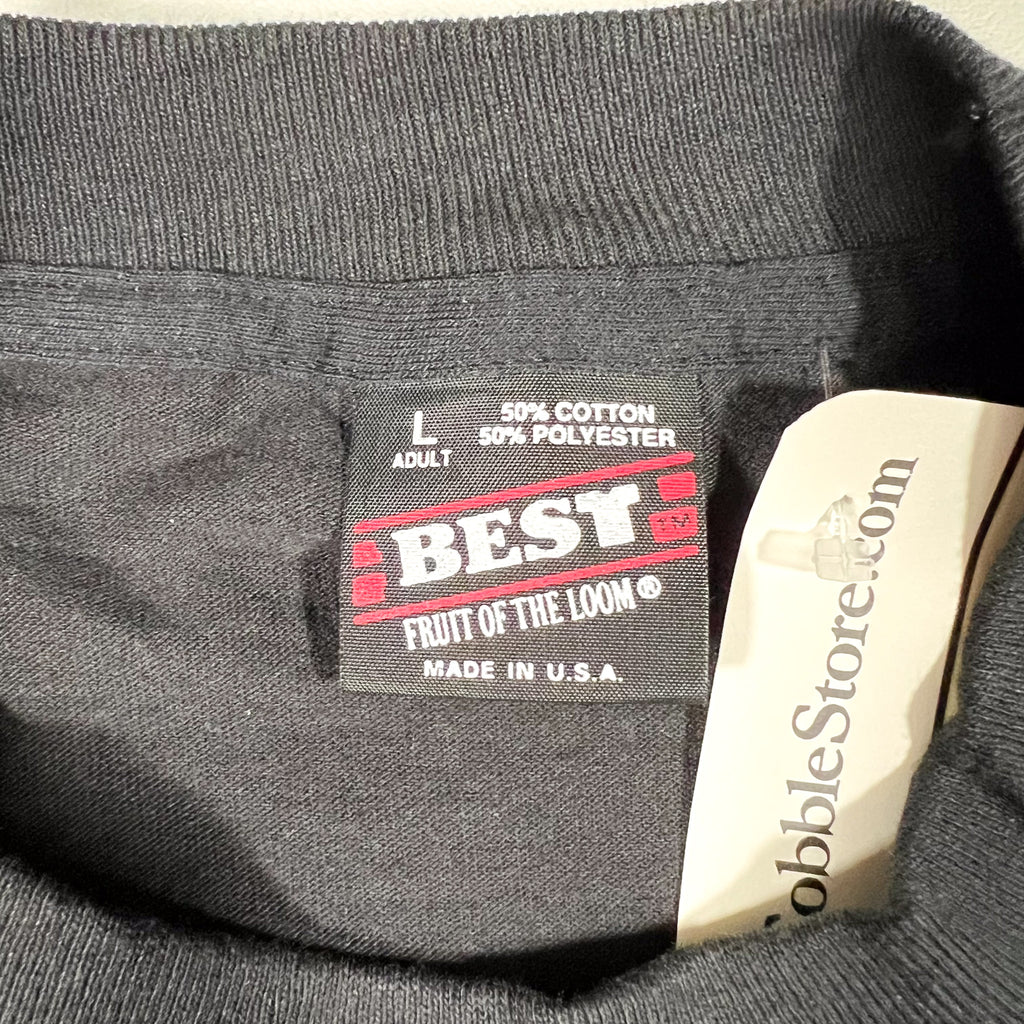 L
ADULT
50% COTTON
50% POLYESTER
BEST
TM
FRUIT OF THE LOOM®
MADE IN U.S.A.
obbleStore.com